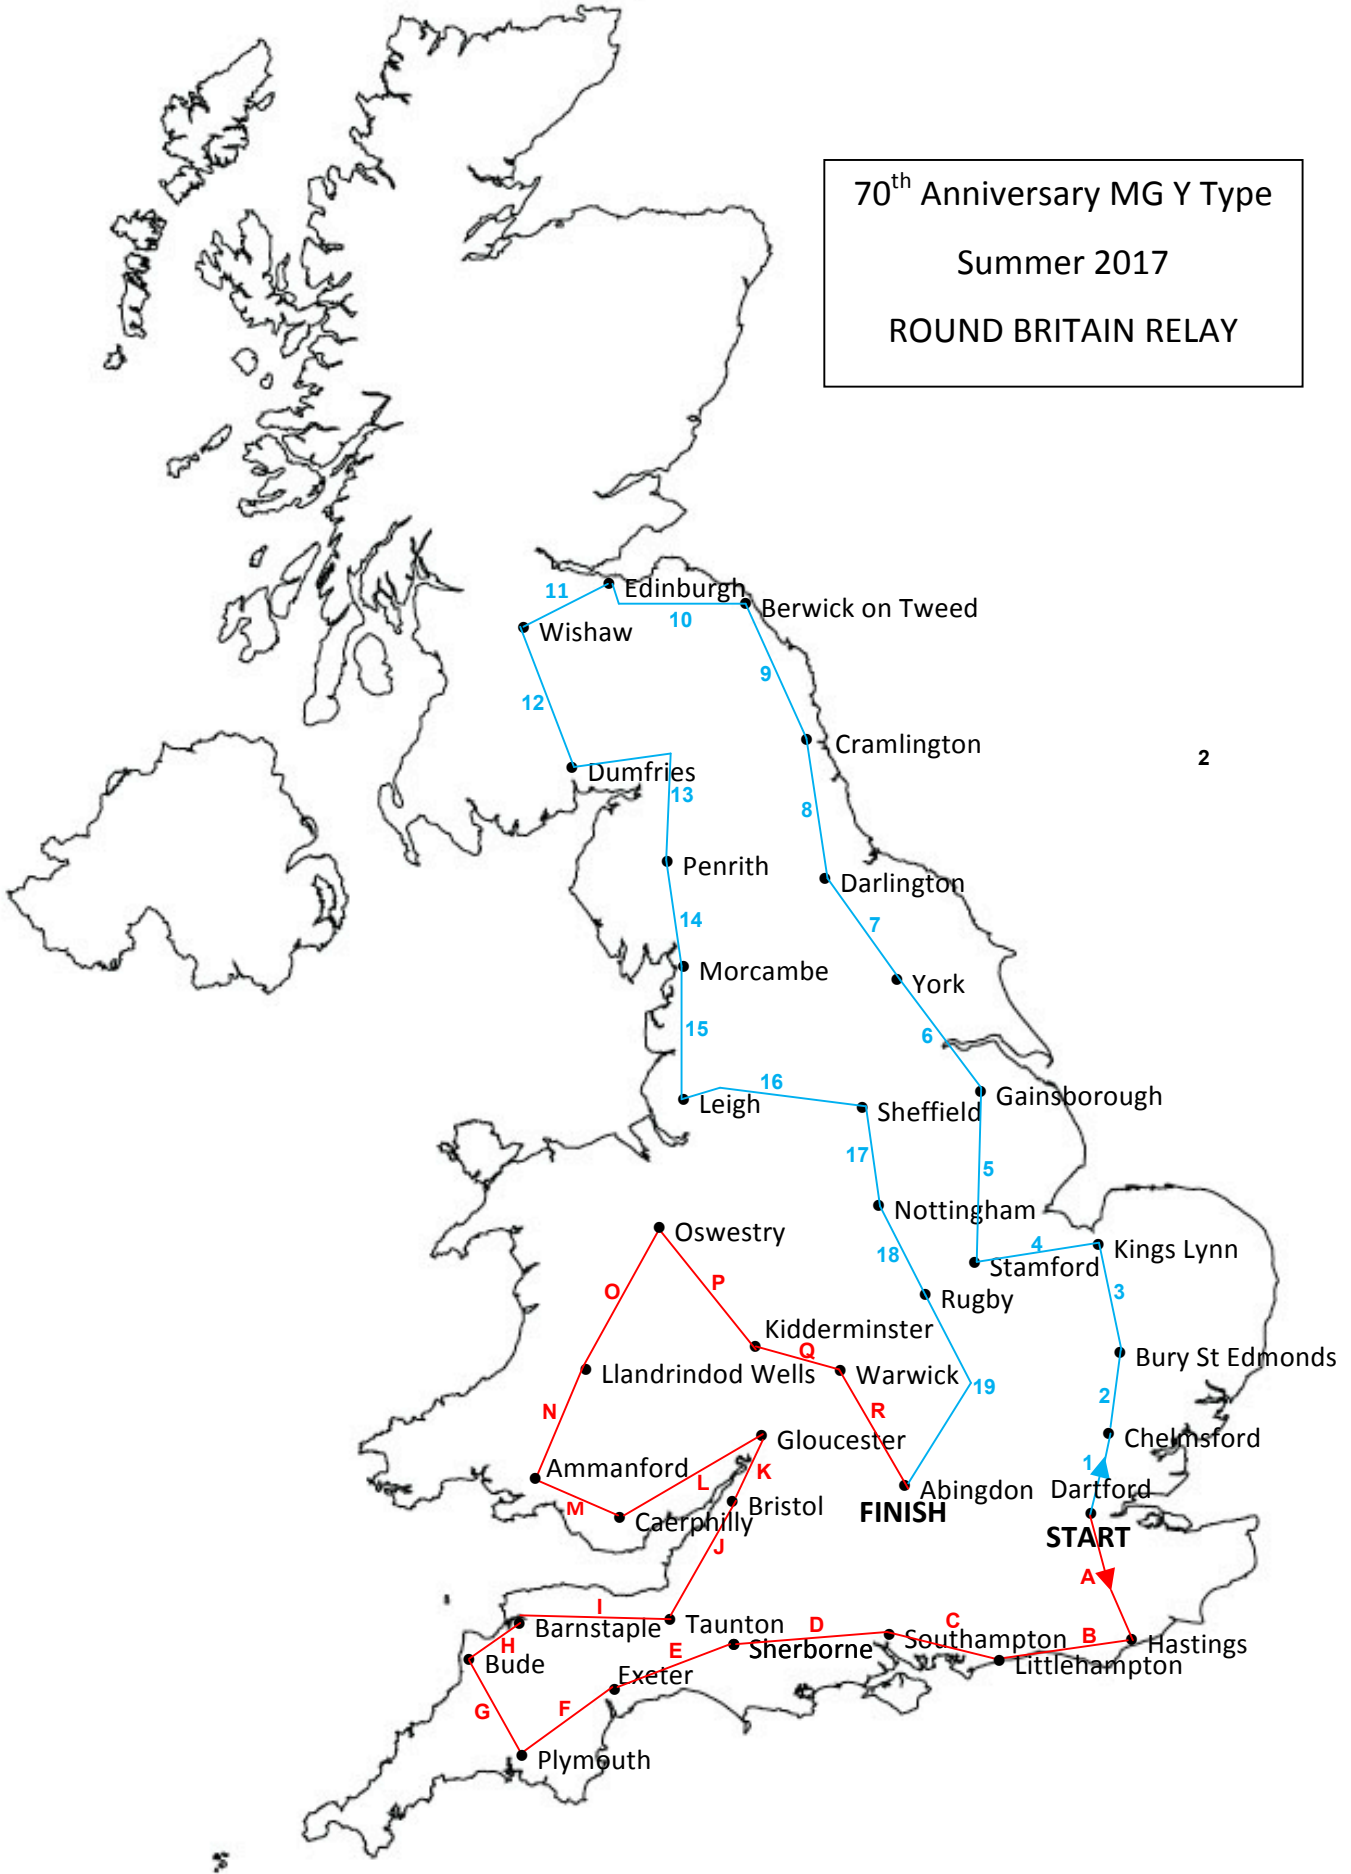 70th Anniversary MG Y Type
Summer 2017
ROUND BRITAIN RELAY
11
Edinburgh
10
Berwick on Tweed
Wishaw
9
12
Cramlington
2
Dumfries
13
8
Penrith
Darlington
14
7
Morcambe
York
15
6
16
Gainsborough
Leigh
Sheffield
17
5
Nottingham
Oswestry
4
Kings Lynn
18
Stamford
P
O
3
Rugby
Kidderminster
Q
Bury St Edmonds
Llandrindod Wells
Warwick
19
2
N
R
Gloucester
Chelmsford
K
1
Ammanford
L
Abingdon
Dartford
M
Caerphilly
Bristol
FINISH
START
J
A
I
Barnstaple
Taunton
D
C
H
E
Sherborne
Southampton
B
Hastings
Bude
Exeter
Littlehampton
G
F
Plymouth